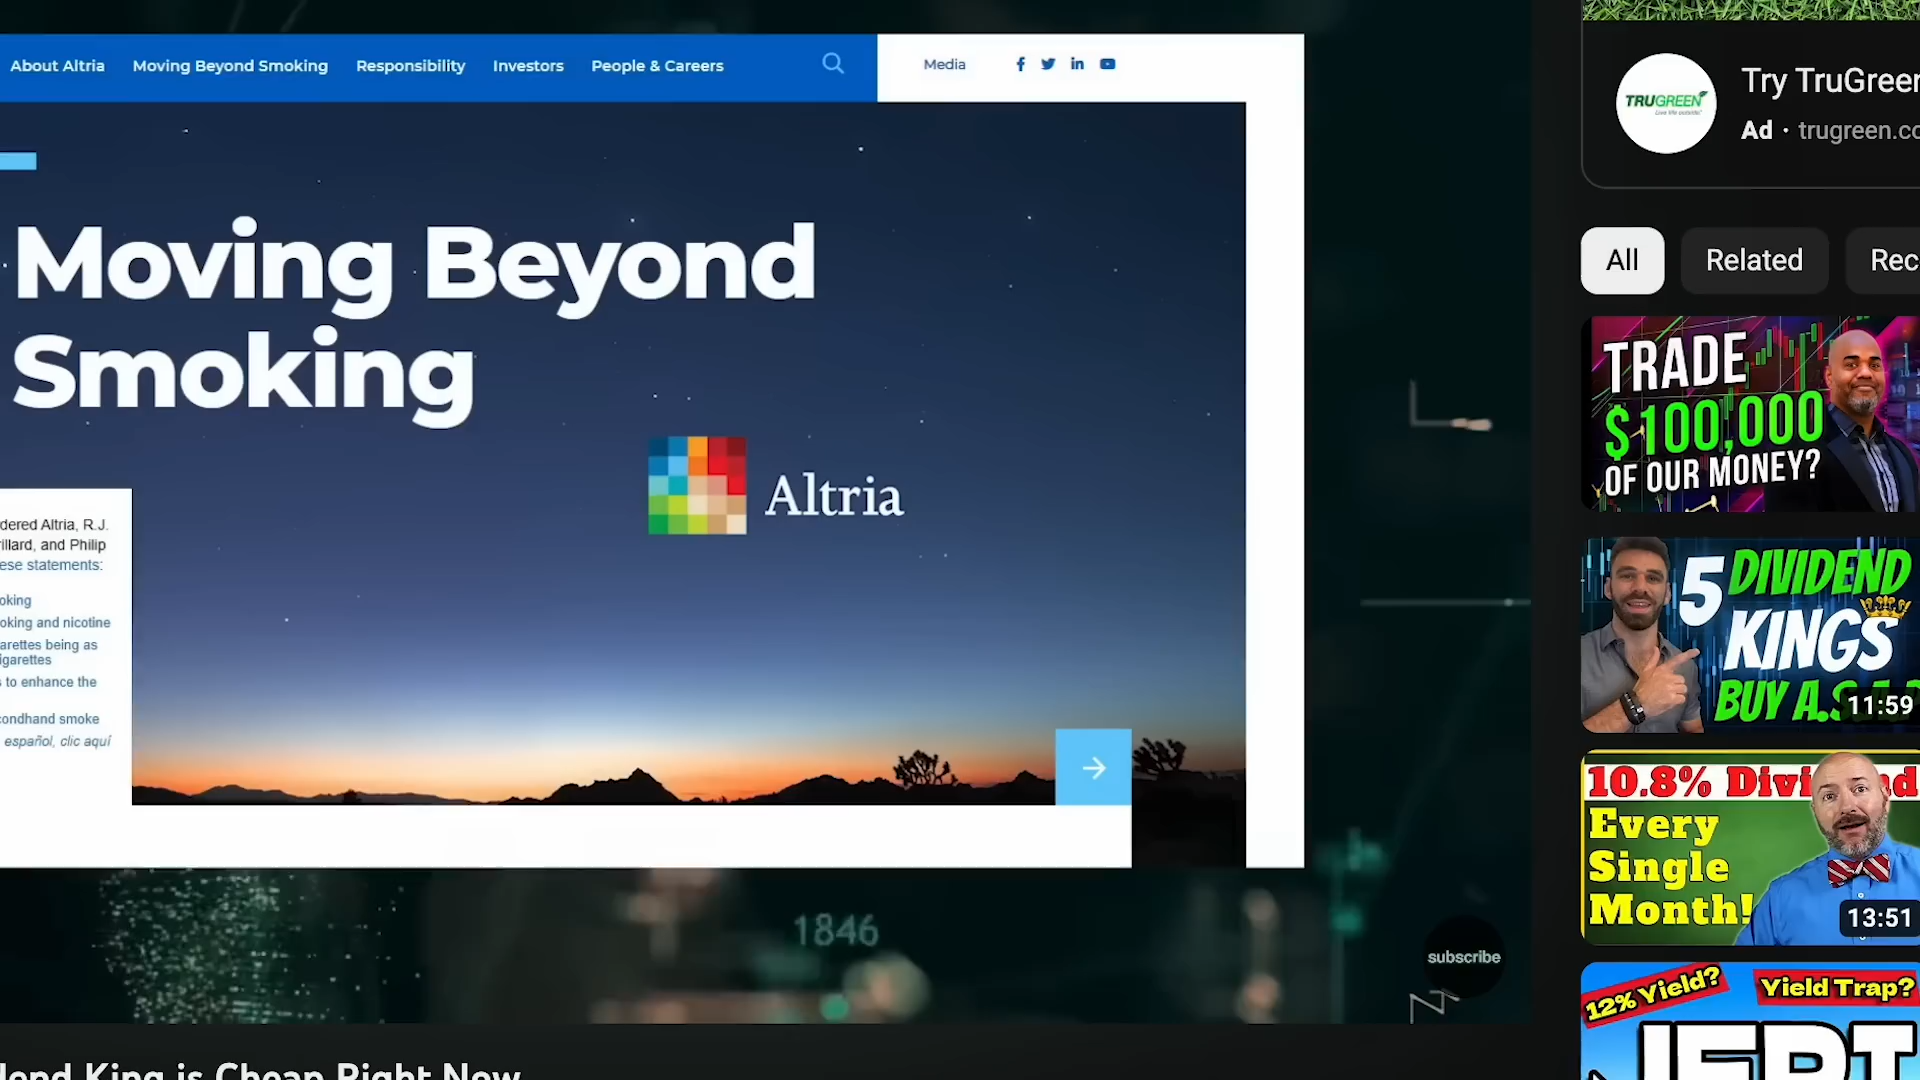 About Altria Moving Beyond Smoking Responsibility Investors People & Careers
Media
Moving Beyond
Smoking
Altria
dered Altria, R.J.
illard, and Philip
ese statements:
oking
oking and nicotine
arettes being as
igarettes
s to enhance the
condhand smoke
español, clic aquí
1846
subscribe
King is Cheap Right Now
TRUGREEN
Try TruGreen
Ad · trugreen.co
All Related Rec
TRADE
$100,000
OF OUR MONEY?
5 DIVIDEND
KINGS
BUY A.S.A.P
11:59
10.8%
Every
Single
Month!
13:51
12% Yield?
Yield Trap?